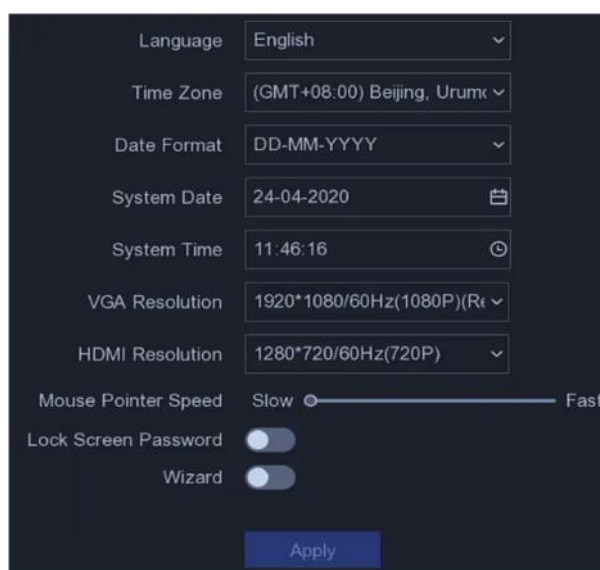 Language English
Time Zone (GMT+08:00) Beijing, Urum
Date Format DD-MM-YYYY
System Date 24-04-2020
System Time 11:46:16
VGA Resolution 1920*1080/60Hz(1080P)(Re
HDMI Resolution 1280*720/60Hz(720P)
Mouse Pointer Speed Slow Fast
Lock Screen Password
Wizard
Apply